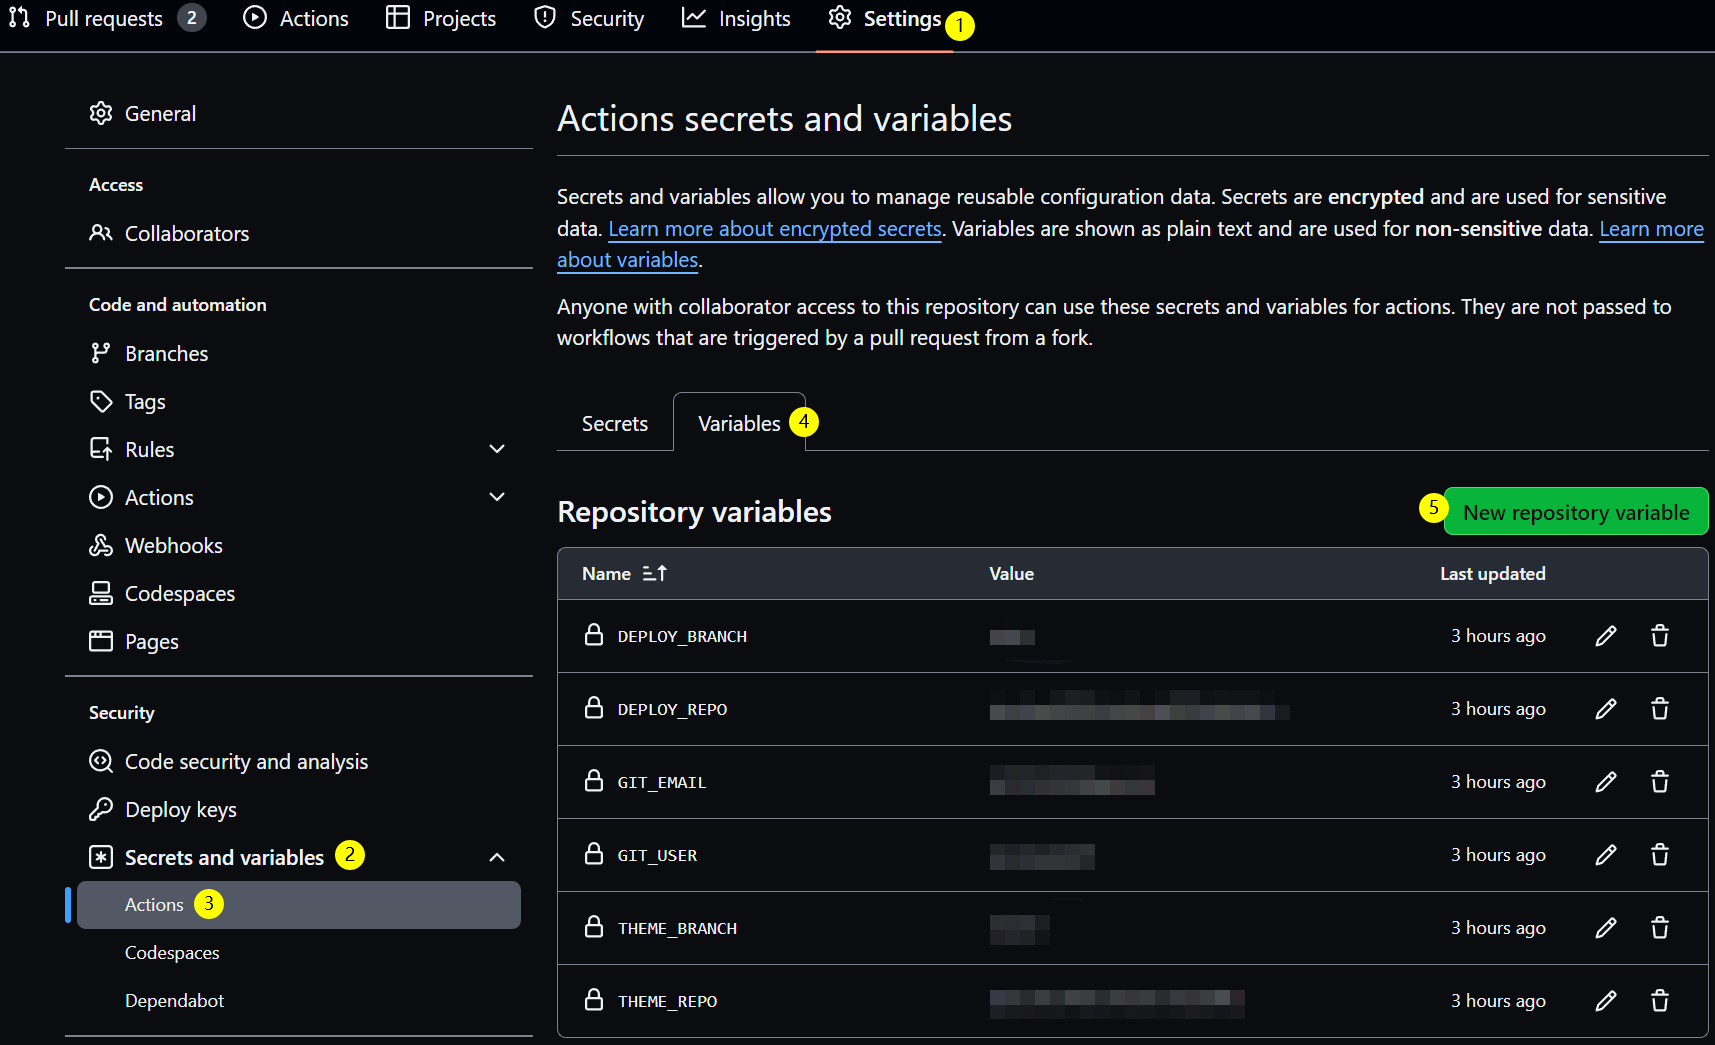 Pull requests 2 Actions Projects Security Insights Settings 1
General
Access
Collaborators
Code and automation
Branches
Tags
Rules
Actions
Webhooks
Codespaces
Pages
Security
Code security and analysis
Deploy keys
Secrets and variables 2
Actions 3
Codespaces
Dependabot
Actions secrets and variables
Secrets and variables allow you to manage reusable configuration data. Secrets are encrypted and are used for sensitive
data. Learn more about encrypted secrets. Variables are shown as plain text and are used for non-sensitive data. Learn more
about variables.
Anyone with collaborator access to this repository can use these secrets and variables for actions. They are not passed to
workflows that are triggered by a pull request from a fork.
Secrets Variables 4
Repository variables 5 New repository variable
Name Value Last updated
DEPLOY_BRANCH 3 hours ago
DEPLOY_REPO 3 hours ago
GIT_EMAIL 3 hours ago
GIT_USER 3 hours ago
THEME_BRANCH 3 hours ago
THEME_REPO 3 hours ago